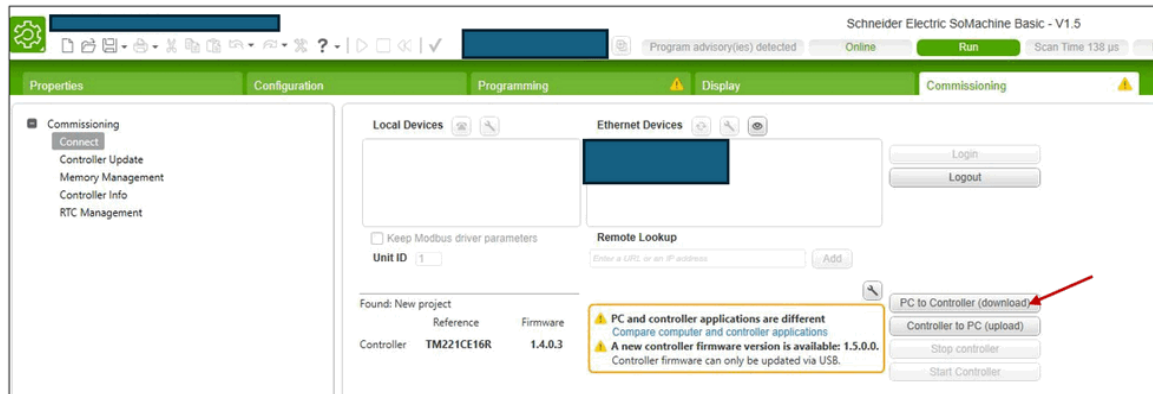 Schneider Electric SoMachine Basic - V1.5
Program advisory(ies) detected
Online
Run
Scan Time 138 µs
Properties
Configuration
Programming
Display
Commissioning
Commissioning
Connect
Controller Update
Memory Management
Controller Info
RTC Management
Local Devices
Ethernet Devices
Login
Logout
Keep Modbus driver parameters
Unit ID 1
Remote Lookup
Enter a URL or an IP address
Add
Found: New project
Reference Firmware
Controller TM221CE16R 1.4.0.3
PC and controller applications are different
Compare computer and controller applications
A new controller firmware version is available: 1.5.0.0.
Controller firmware can only be updated via USB.
PC to Controller (download)
Controller to PC (upload)
Stop controller
Start Controller